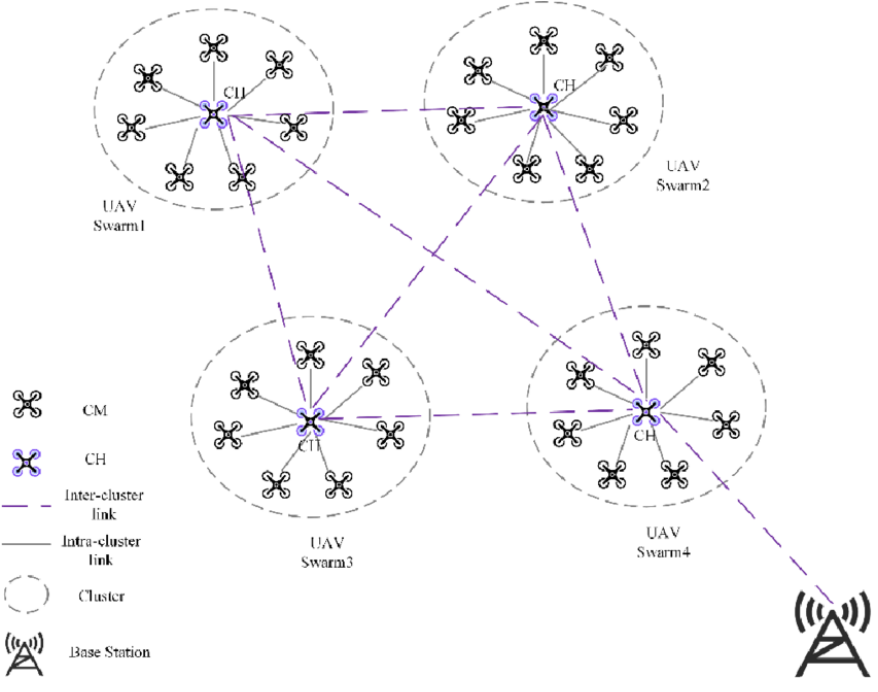 CH
CH
UAV
Swarm1
UAV
Swarm2
CH
CH
UAV
Swarm3
UAV
Swarm4
CM
CH
Inter-cluster
link
Intra-cluster
link
Cluster
Base Station